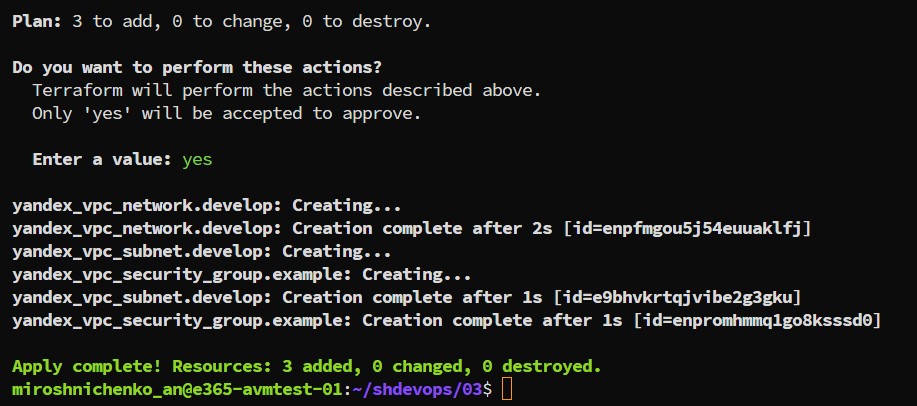 Plan: 3 to add, 0 to change, 0 to destroy.
Do you want to perform these actions?
Terraform will perform the actions described above.
Only 'yes' will be accepted to approve.
Enter a value: yes
yandex_vpc_network.develop: Creating...
yandex_vpc_network.develop: Creation complete after 2s [id=enpfmgou5j54euuaklfj]
yandex_vpc_subnet.develop: Creating...
yandex_vpc_security_group.example: Creating...
yandex_vpc_subnet.develop: Creation complete after 1s [id=e9bhvkrtqjvibe2g3gku]
yandex_vpc_security_group.example: Creation complete after 1s [id=enpromhmmq1go8ksssd0]
Apply complete! Resources: 3 added, 0 changed, 0 destroyed.
miroshnichenko_an@e365-avmtest-01:~/shdevops/03$